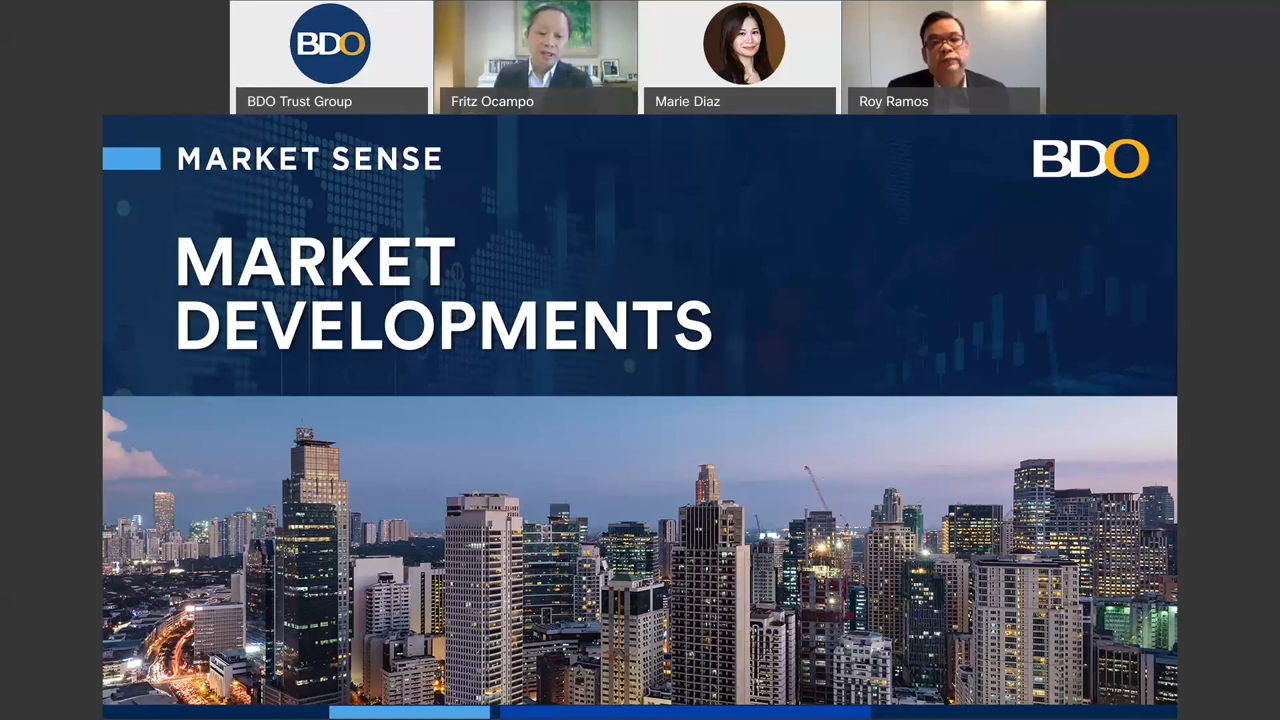 BDO
BDO Trust Group
Fritz Ocampo
Marie Diaz
Roy Ramos
MARKET SENSE
BDO
MARKET
DEVELOPMENTS